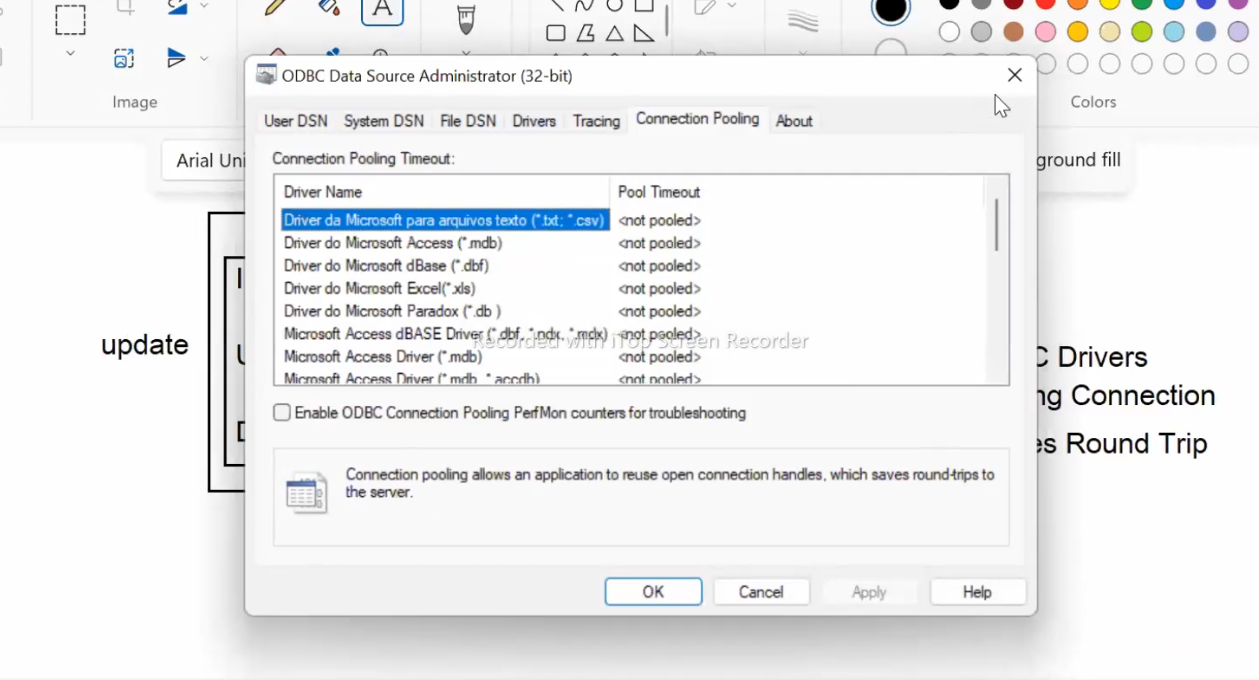 Image
Colors
Arial Uni
ground fill
ODBC Data Source Administrator (32-bit)
User DSN System DSN File DSN Drivers Tracing Connection Pooling About
Connection Pooling Timeout:
Driver Name Pool Timeout
Driver da Microsoft para arquivos texto (*.txt; *.csv) <not pooled>
Driver do Microsoft Access (*.mdb) <not pooled>
Driver do Microsoft dBase (*.dbf) <not pooled>
Driver do Microsoft Excel(*.xls) <not pooled>
Driver do Microsoft Paradox (*.db ) <not pooled>
Microsoft Access dBASE Driver (*.dbf, *.ndx, *.mdx) <not pooled>
Recorded with iTop Screen Recorder
Microsoft Access Driver (*.mdb) <not pooled>
Microsoft Access Driver (*.mdb, *.accdb) <not pooled>
Enable ODBC Connection Pooling PerfMon counters for troubleshooting
Connection pooling allows an application to reuse open connection handles, which saves round-trips to
the server.
OK Cancel Apply Help
update
C Drivers
ng Connection
es Round Trip